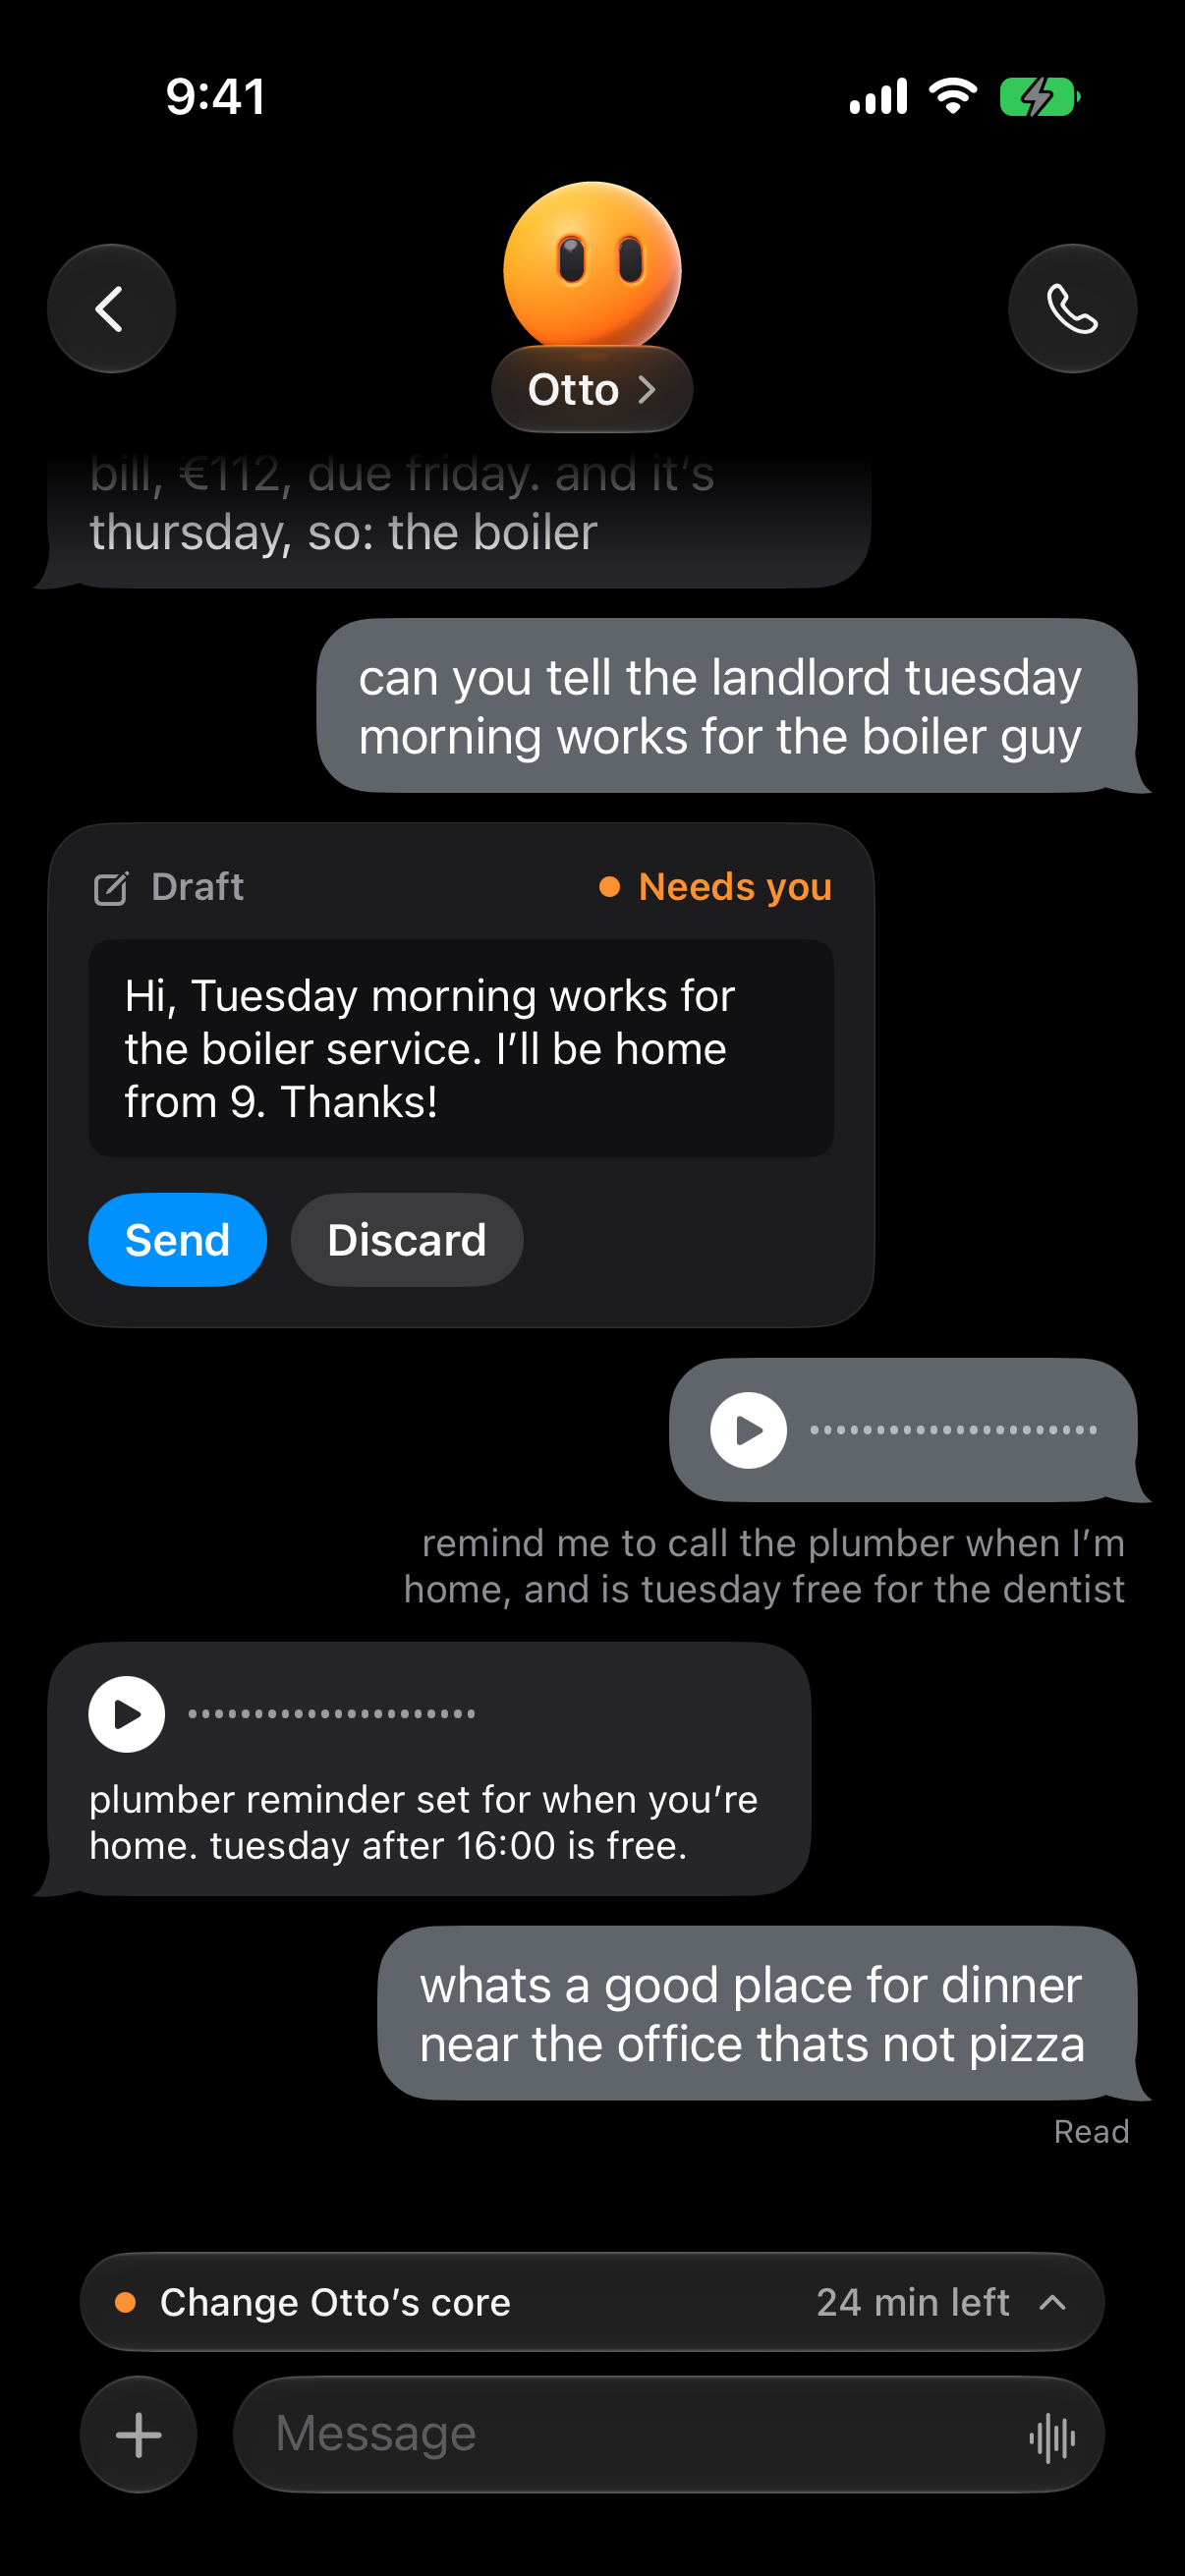 9:41
Otto
bill, €112, due friday. and it’s
thursday, so: the boiler
can you tell the landlord tuesday
morning works for the boiler guy
Draft
Needs you
Hi, Tuesday morning works for
the boiler service. I’ll be home
from 9. Thanks!
Send
Discard
remind me to call the plumber when I’m
home, and is tuesday free for the dentist
plumber reminder set for when you’re
home. tuesday after 16:00 is free.
whats a good place for dinner
near the office thats not pizza
Read
Change Otto’s core
24 min left
Message